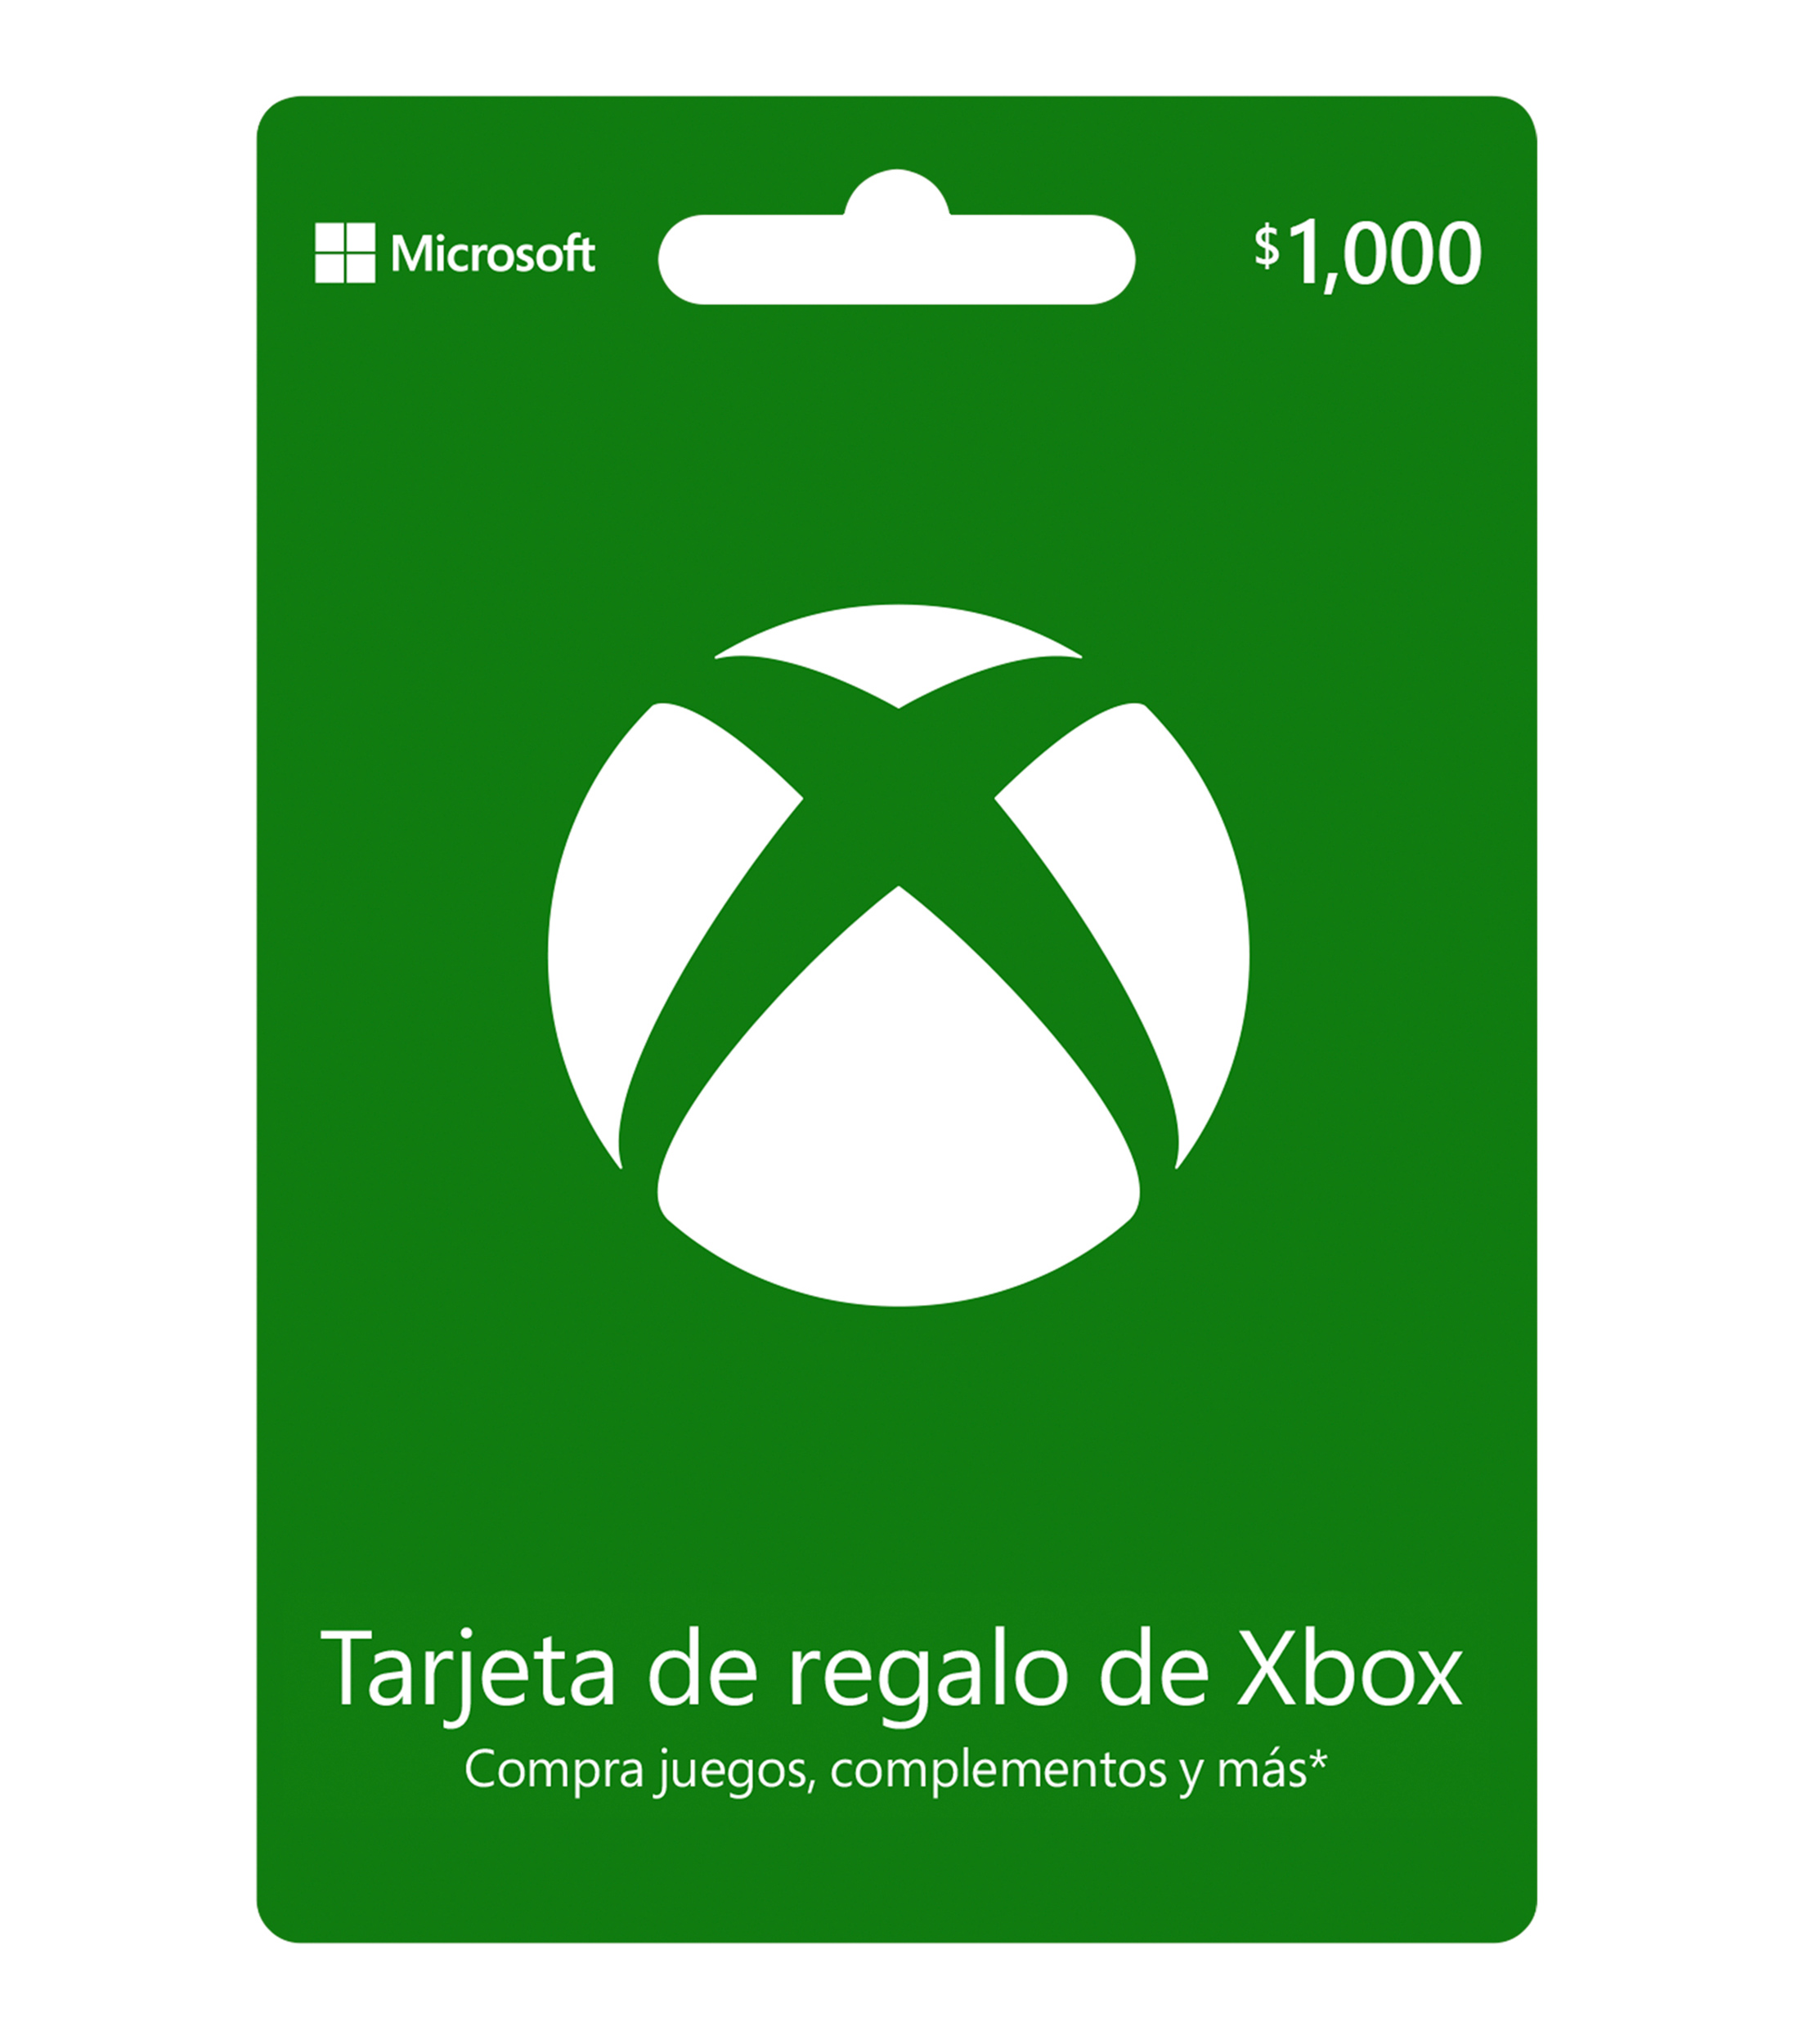 Microsoft
$1,000
Tarjeta de regalo de Xbox
Compra juegos, complementos y más*